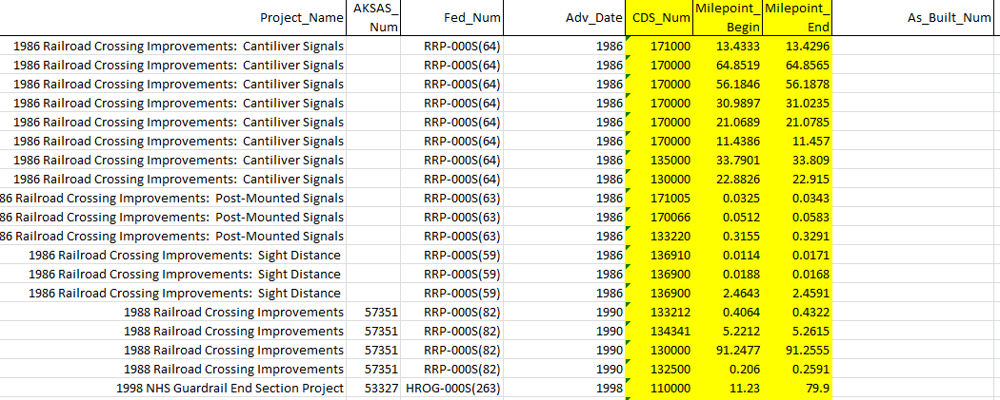 Project_Name AKSAS_Num Fed_Num Adv_Date CDS_Num Milepoint_Begin Milepoint_End As_Built_Num
1986 Railroad Crossing Improvements: Cantiliver Signals RRP-000S(64) 1986 171000 13.4333 13.4296
1986 Railroad Crossing Improvements: Cantiliver Signals RRP-000S(64) 1986 170000 64.8519 64.8565
1986 Railroad Crossing Improvements: Cantiliver Signals RRP-000S(64) 1986 170000 56.1846 56.1878
1986 Railroad Crossing Improvements: Cantiliver Signals RRP-000S(64) 1986 170000 30.9897 31.0235
1986 Railroad Crossing Improvements: Cantiliver Signals RRP-000S(64) 1986 170000 21.0689 21.0785
1986 Railroad Crossing Improvements: Cantiliver Signals RRP-000S(64) 1986 170000 11.4386 11.457
1986 Railroad Crossing Improvements: Cantiliver Signals RRP-000S(64) 1986 135000 33.7901 33.809
1986 Railroad Crossing Improvements: Cantiliver Signals RRP-000S(64) 1986 130000 22.8826 22.915
86 Railroad Crossing Improvements: Post-Mounted Signals RRP-000S(63) 1986 171005 0.0325 0.0343
86 Railroad Crossing Improvements: Post-Mounted Signals RRP-000S(63) 1986 170066 0.0512 0.0583
86 Railroad Crossing Improvements: Post-Mounted Signals RRP-000S(63) 1986 133220 0.3155 0.3291
1986 Railroad Crossing Improvements: Sight Distance RRP-000S(59) 1986 136910 0.0114 0.0171
1986 Railroad Crossing Improvements: Sight Distance RRP-000S(59) 1986 136900 0.0188 0.0168
1986 Railroad Crossing Improvements: Sight Distance RRP-000S(59) 1986 136900 2.4643 2.4591
1988 Railroad Crossing Improvements 57351 RRP-000S(82) 1990 133212 0.4064 0.4322
1988 Railroad Crossing Improvements 57351 RRP-000S(82) 1990 134341 5.2212 5.2615
1988 Railroad Crossing Improvements 57351 RRP-000S(82) 1990 130000 91.2477 91.2555
1988 Railroad Crossing Improvements 57351 RRP-000S(82) 1990 132500 0.206 0.2591
1998 NHS Guardrail End Section Project 53327 HROG-000S(263) 1998 110000 11.23 79.9